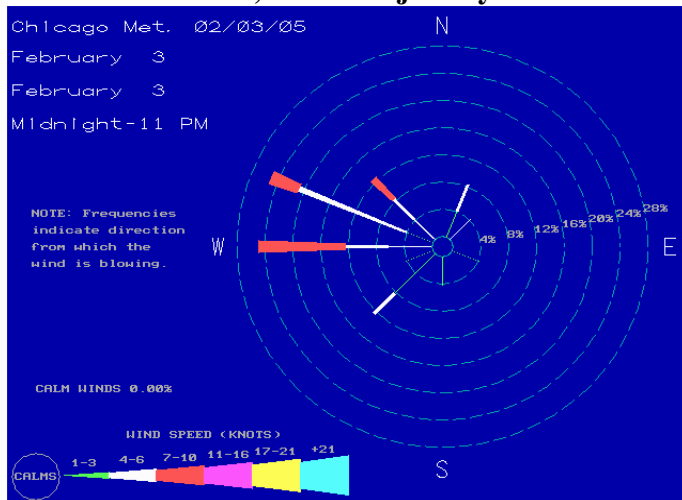 Chicago Met. 02/03/05
February 3
February 3
Midnight-11 PM
N
NOTE: Frequencies
indicate direction
from which the
wind is blowing.
W
4% 8% 12% 16% 20% 24% 28%
E
CALM WINDS 0.00%
WIND SPEED (KNOTS)
1-3 4-6 7-10 11-16 17-21 +21
CALMS
S